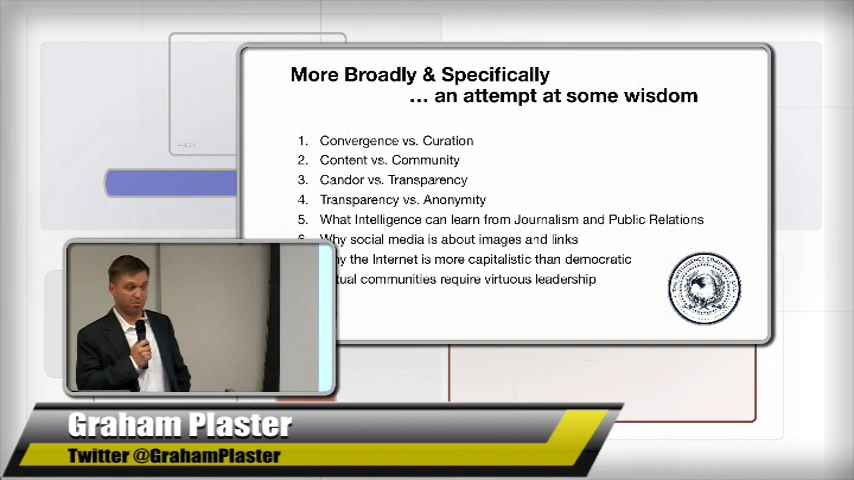 More Broadly & Specifically
... an attempt at some wisdom
1. Convergence vs. Curation
2. Content vs. Community
3. Candor vs. Transparency
4. Transparency vs. Anonymity
5. What Intelligence can learn from Journalism and Public Relations
Why social media is about images and links
the Internet is more capitalistic than democratic
communities require virtuous leadership
THE INTELLIGENCE COMMUNITY
Graham Plaster
Twitter @GrahamPlaster